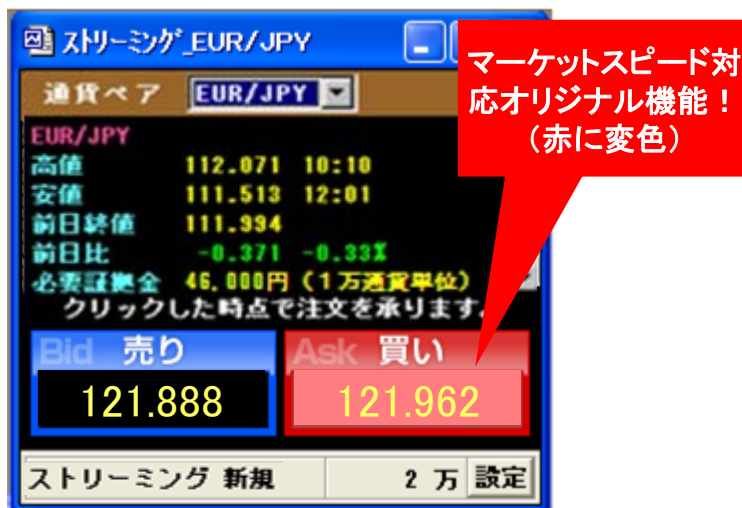 ストリーミング_EUR/JPY
マーケットスピード対
応オリジナル機能！
（赤に変色）
通貨ペア EUR/JPY
EUR/JPY
高値 112.071 10:10
安値 111.513 12:01
前日終値 111.994
前日比 -0.371 -0.33%
必要証拠金 46,000円 (1万通貨単位)
クリックした時点で注文を承ります。
Bid 売り Ask 買い
121.888 121.962
ストリーミング 新規 2 万 設定